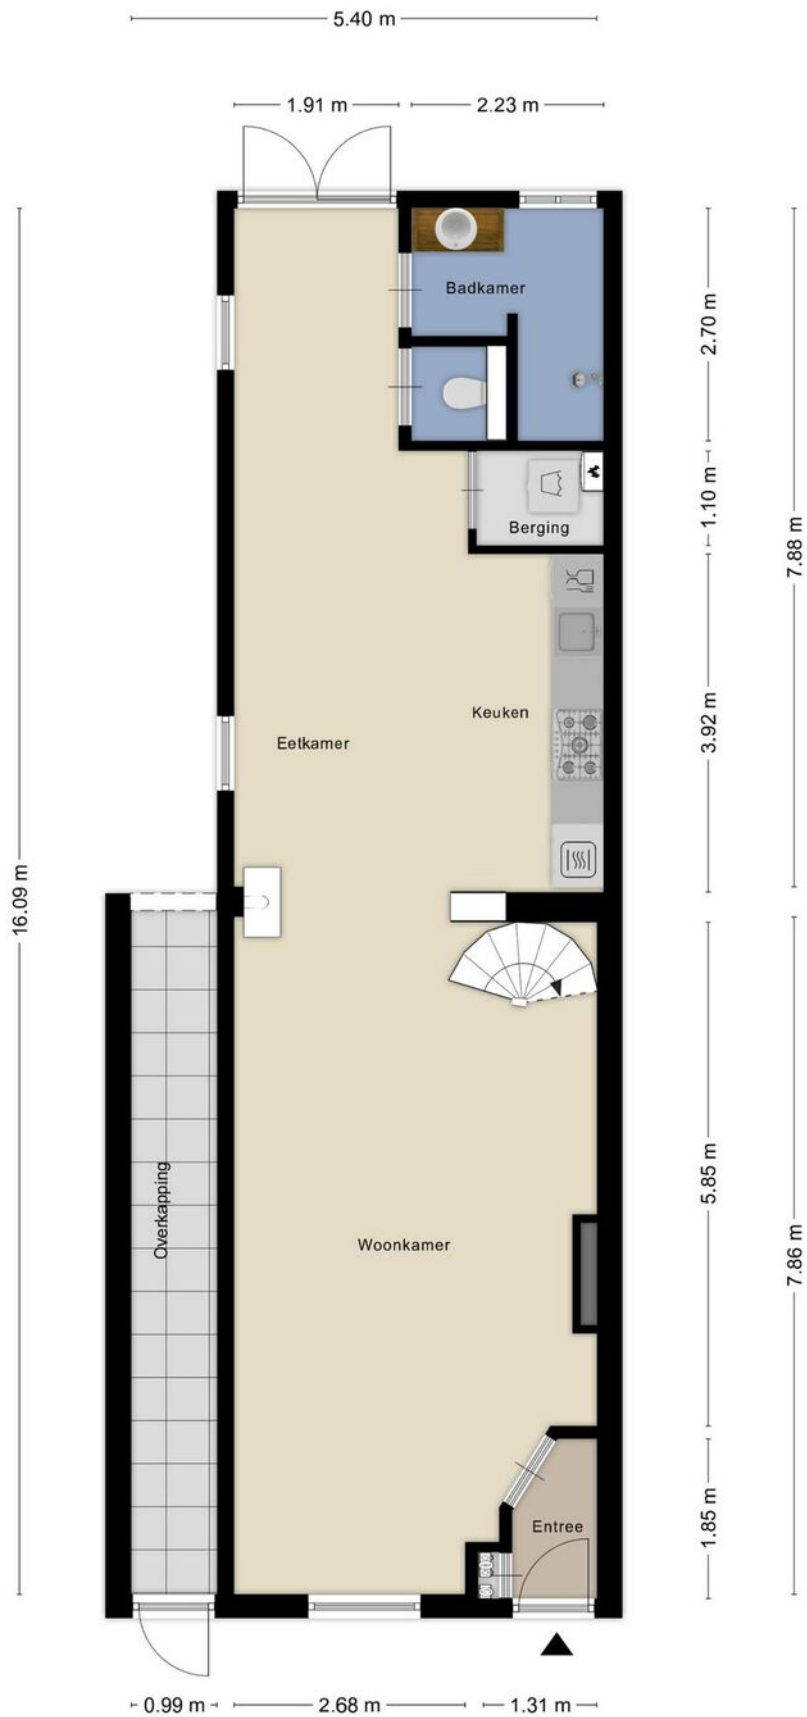 5.40 m
1.91 m
2.23 m
Badkamer
2.70 m
1.10 m
Berging
7.88 m
Keuken
3.92 m
Eetkamer
16.09 m
5.85 m
Overkapping
Woonkamer
7.86 m
1.85 m
Entree
0.99 m
2.68 m
1.31 m